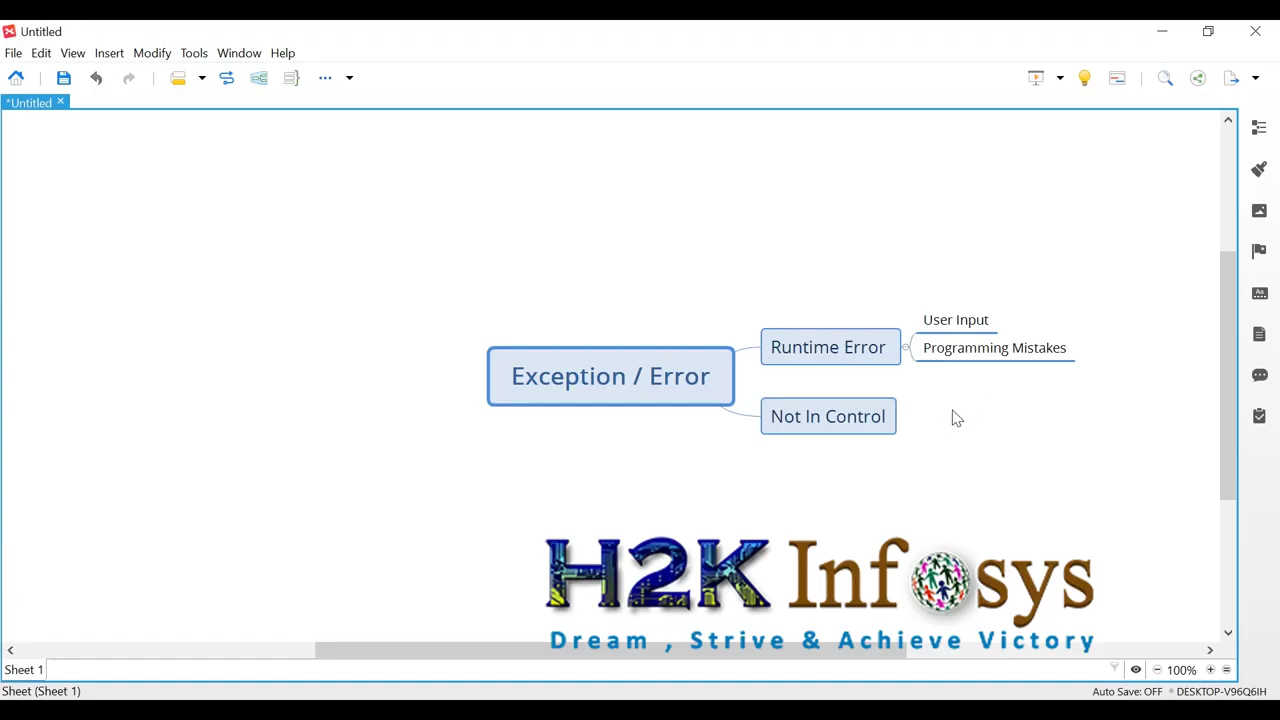 Untitled
File Edit View Insert Modify Tools Window Help
*Untitled
User Input
Runtime Error
Programming Mistakes
Exception / Error
Not In Control
H2K Infosys
Dream , Strive & Achieve Victory
Sheet 1
100%
Sheet (Sheet 1)
Auto Save: OFF
DESKTOP-V96Q6IH